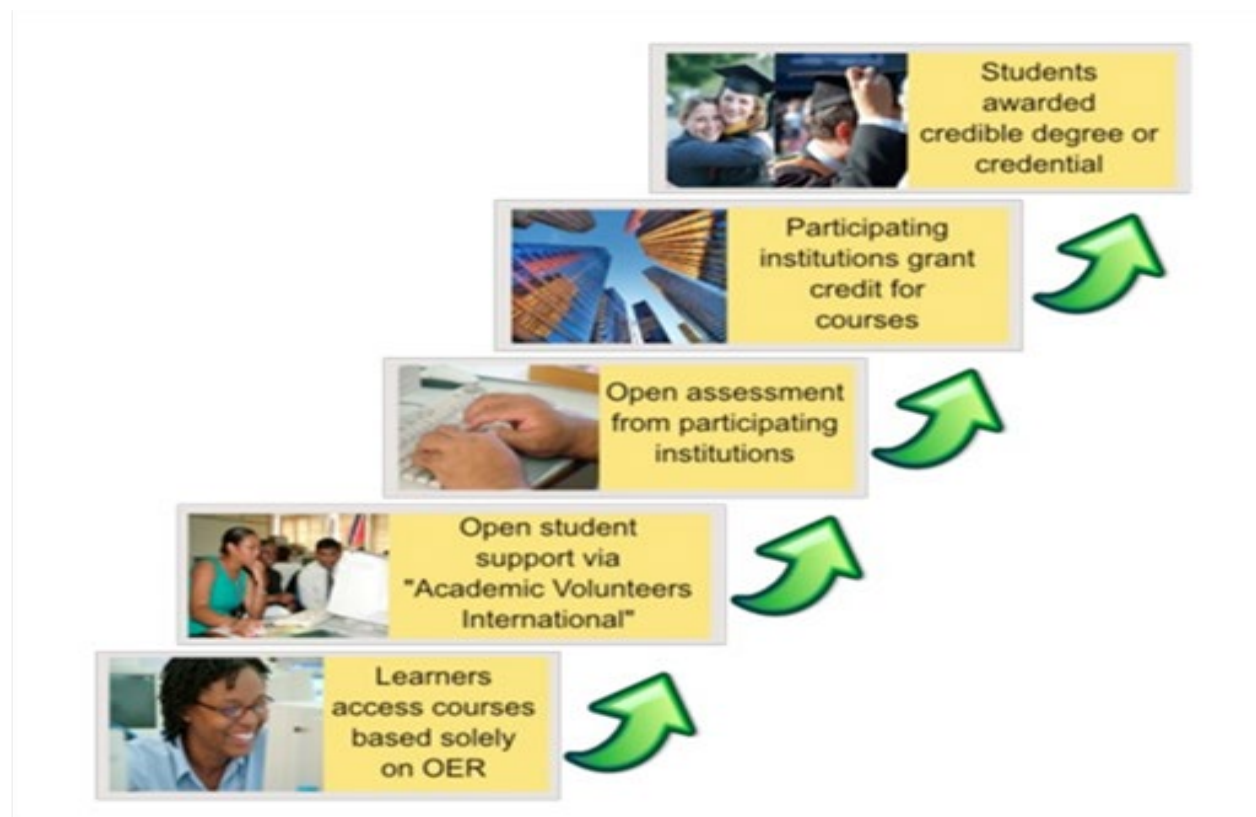 Students
awarded
credible degree or
credential
Participating
institutions grant
credit for
courses
Open assessment
from participating
institutions
Open student
support via
"Academic Volunteers
International"
Learners
access courses
based solely
on OER